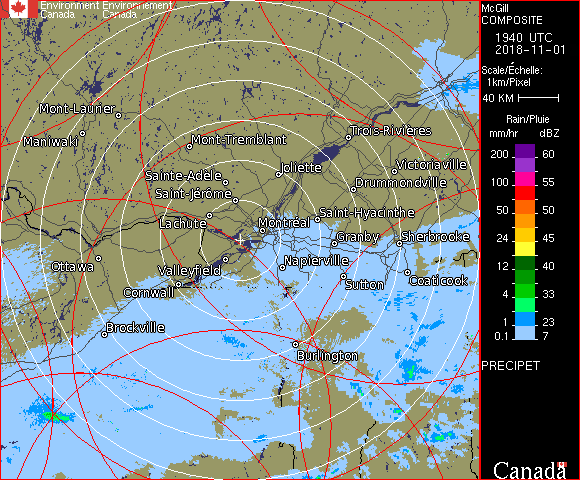 Environment Environnement
Canada Canada
Mont-Laurier
Maniwaki
Mont-Tremblant
Trois-Rivières
Sainte-Adèle
Joliette
Victoriaville
Saint-Jérôme
Drummondville
Lachute
Montréal
Saint-Hyacinthe
Granby
Sherbrooke
Ottawa
Valleyfield
Napierville
Coaticook
Cornwall
Sutton
Brockville
Burlington
McGill
COMPOSITE
1940 UTC
2018-11-01
Scale/Échelle:
1km/Pixel
40 KM
Rain/Pluie
mm/hr dBZ
200 60
100 55
50 50
24 45
12 40
4 33
1 23
0.1 7
PRECIPET
Canada